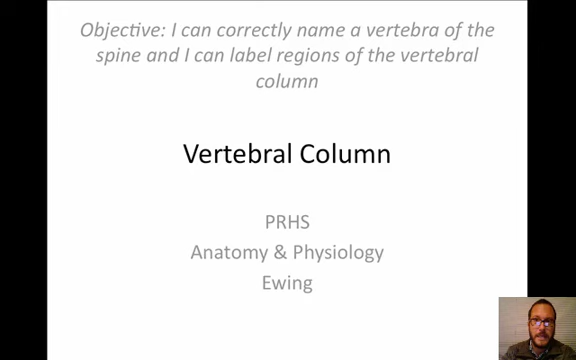 Objective: I can correctly name a vertebra of the
spine and I can label regions of the vertebral
column
Vertebral Column
PRHS
Anatomy & Physiology
Ewing